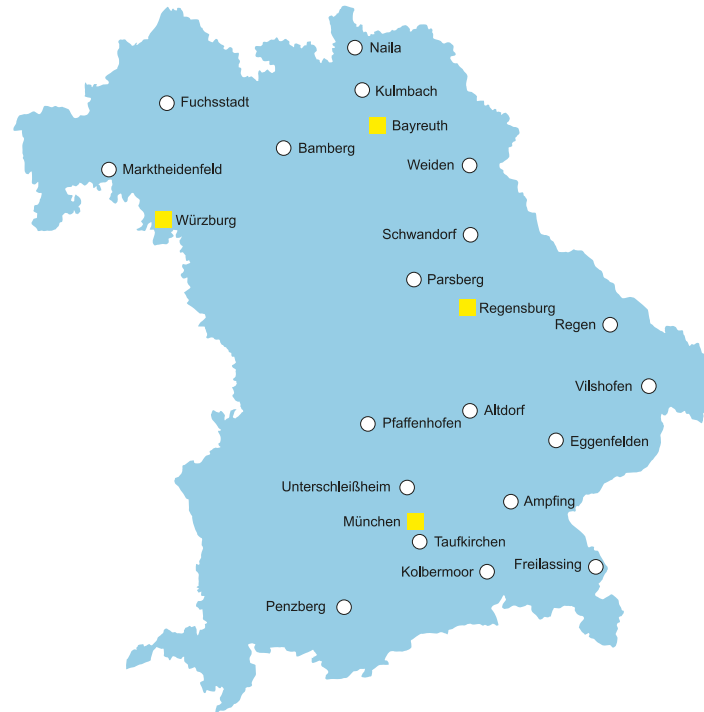 Naila
Kulmbach
Fuchsstadt
Bayreuth
Bamberg
Weiden
Marktheidenfeld
Würzburg
Schwandorf
Parsberg
Regensburg
Regen
Vilshofen
Altdorf
Pfaffenhofen
Eggenfelden
Unterschleißheim
Ampfing
München
Taufkirchen
Freilassing
Kolbermoor
Penzberg